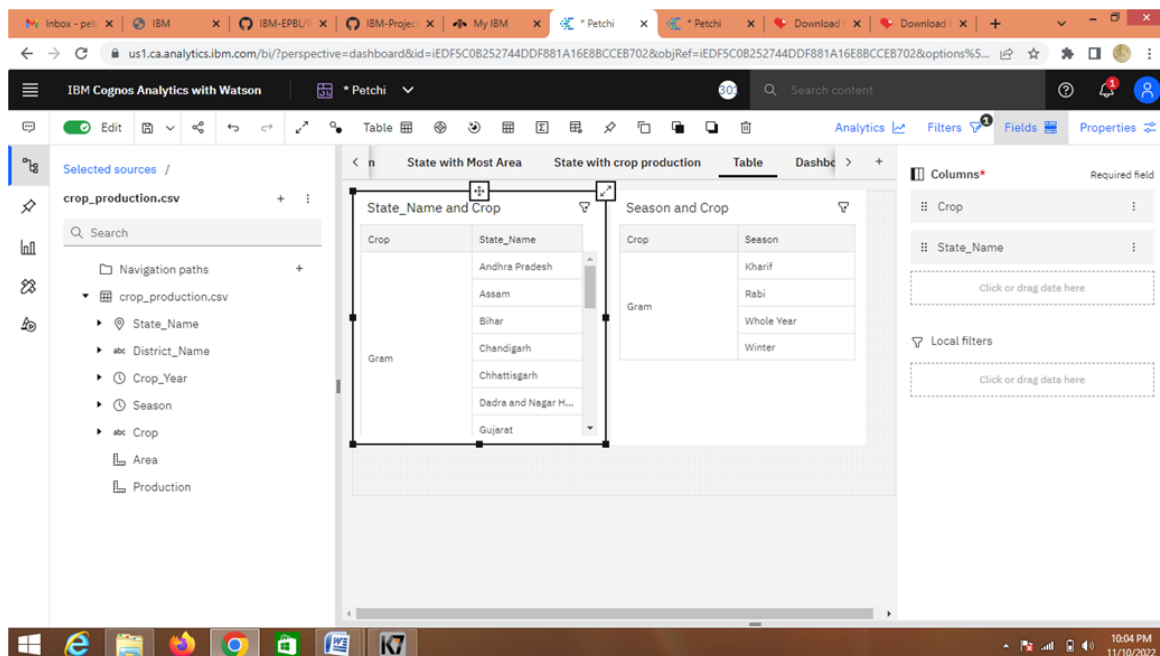 Inbox - pet
IBM
IBM-EPBL/I
IBM-Project
My IBM
* Petchi
* Petchi
Download
Download
us1.ca.analytics.ibm.com/bi/?perspective=dashboard&id=iEDF5C0B252744DDF881A16E8BCCEB702&objRef=iEDF5C0B252744DDF881A16E8BCCEB702&options%5...
IBM Cognos Analytics with Watson
* Petchi
Search content
1
Edit
Table
Analytics
Filters
1
Fields
Properties
Selected sources /
n
State with Most Area
State with crop production
Table
Dashbo
Columns*
Required field
crop_production.csv
Search
Navigation paths
crop_production.csv
State_Name
District_Name
Crop_Year
Season
abc Crop
Area
Production
State_Name and Crop
Crop
State_Name
Gram
Andhra Pradesh
Assam
Bihar
Chandigarh
Chhattisgarh
Dadra and Nagar H...
Gujarat
Season and Crop
Crop
Season
Gram
Kharif
Rabi
Whole Year
Winter
Crop
State_Name
Click or drag data here
Local filters
Click or drag data here
10:04 PM
11/10/2022